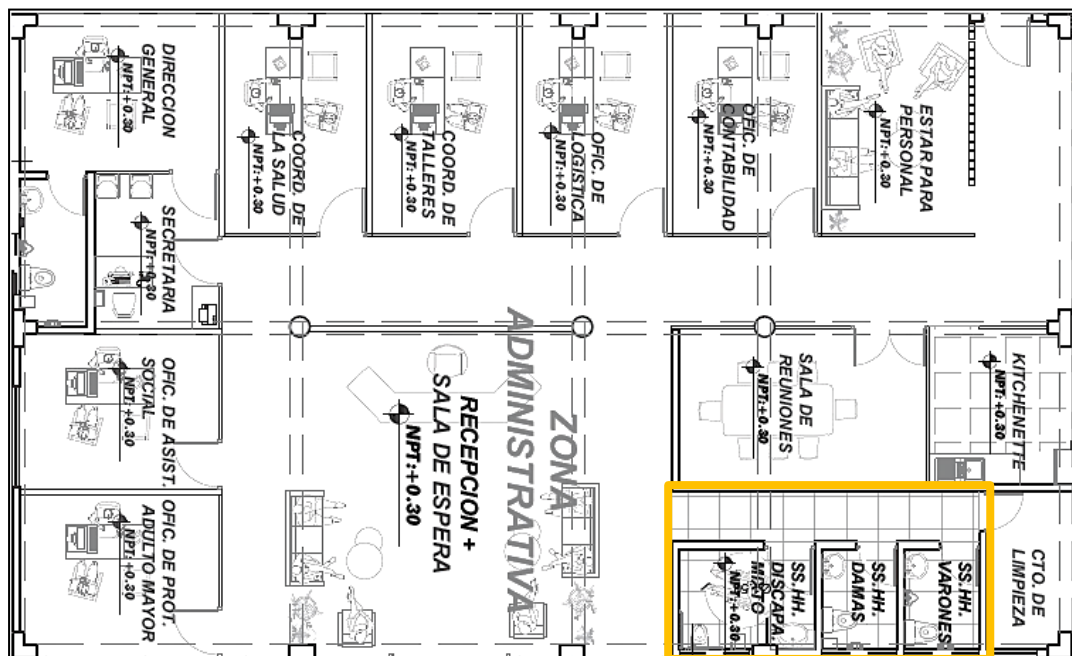 DIRECCION
GENERAL
NPT:+0.30
COORD. DE
LA SALUD
NPT:+0.30
COORD. DE
TALLERES
NPT:+0.30
OFIC. DE
LOGISTICA
NPT:+0.30
OFIC. DE
CONTABILIDAD
NPT:+0.30
ESTAR PARA
PERSONAL
NPT:+0.30
SECRETARIA
NPT:+0.30
OFIC. DE ASIST.
SOCIAL
NPT:+0.30
OFIC. DE PROT.
ADULTO MAYOR
NPT:+0.30
ZONA
ADMINISTRATIVA
RECEPCION +
SALA DE ESPERA
NPT:+0.30
SALA DE
REUNIONES
NPT:+0.30
KITCHENETTE
NPT:+0.30
SS.HH.
DISCAPA.
MIXTO
NPT:+0.30
SS.HH.
DAMAS
SS.HH.
VARONES
CTO. DE
LIMPIEZA